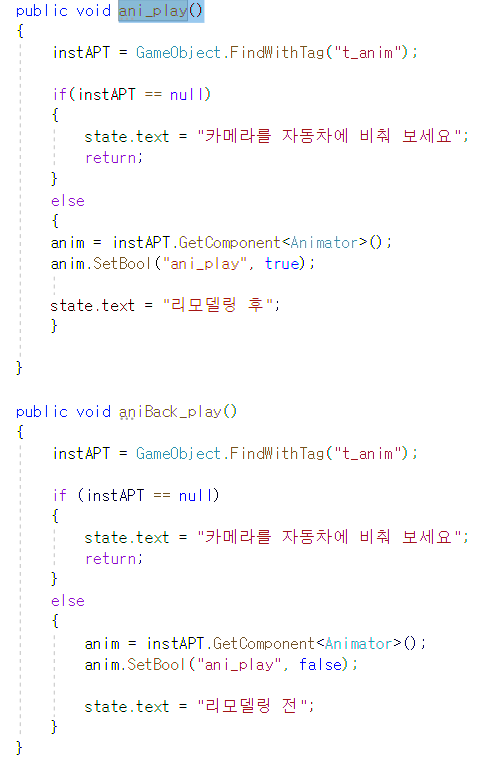 public void ani_play()
{
instAPT = GameObject.FindWithTag("t_anim");
if(instAPT == null)
{
state.text = "카메라를 자동차에 비춰 보세요";
return;
}
else
{
anim = instAPT.GetComponent<Animator>();
anim.SetBool("ani_play", true);
state.text = "리모델링 후";
}
}
public void aniBack_play()
{
instAPT = GameObject.FindWithTag("t_anim");
if (instAPT == null)
{
state.text = "카메라를 자동차에 비춰 보세요";
return;
}
else
{
anim = instAPT.GetComponent<Animator>();
anim.SetBool("ani_play", false);
state.text = "리모델링 전";
}
}